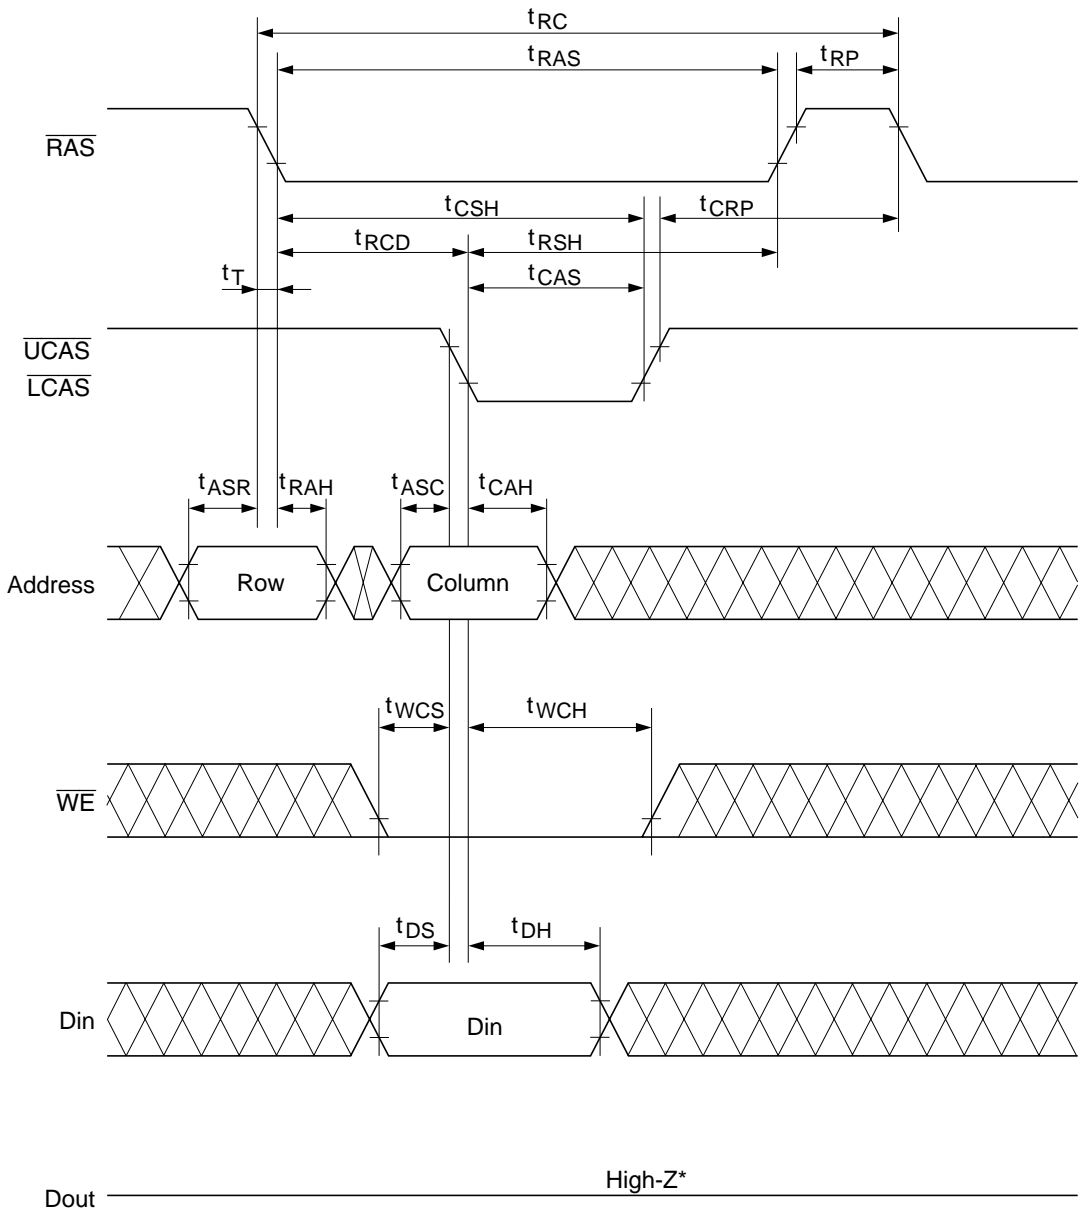 tRC
tRAS
tRP
RAS
tCSH
tCRP
tRCD
tRSH
tT
tCAS
UCAS
LCAS
tASR
tRAH
tASC
tCAH
Address
Row
Column
tWCS
tWCH
WE
tDS
tDH
Din
Din
High-Z*
Dout